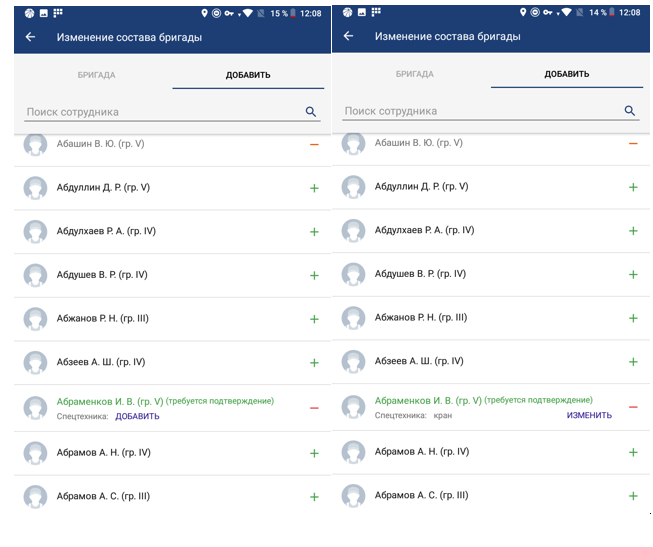 15 % 12:08
Изменение состава бригады
БРИГАДА ДОБАВИТЬ
Поиск сотрудника
Абашин В. Ю. (гр. V)
Абдуллин Д. Р. (гр. V)
Абдулхаев Р. А. (гр. IV)
Абдушев В. Р. (гр. IV)
Абжанов Р. Н. (гр. III)
Абзеев А. Ш. (гр. IV)
Абраменков И. В. (гр. V) (требуется подтверждение)
Спецтехника: ДОБАВИТЬ
Абрамов А. Н. (гр. IV)
Абрамов А. С. (гр. III)
14 % 12:08
Изменение состава бригады
БРИГАДА ДОБАВИТЬ
Поиск сотрудника
Абашин В. Ю. (гр. V)
Абдуллин Д. Р. (гр. V)
Абдулхаев Р. А. (гр. IV)
Абдушев В. Р. (гр. IV)
Абжанов Р. Н. (гр. III)
Абзеев А. Ш. (гр. IV)
Абраменков И. В. (гр. V) (требуется подтверждение)
Спецтехника: кран ИЗМЕНИТЬ
Абрамов А. Н. (гр. IV)
Абрамов А. С. (гр. III)